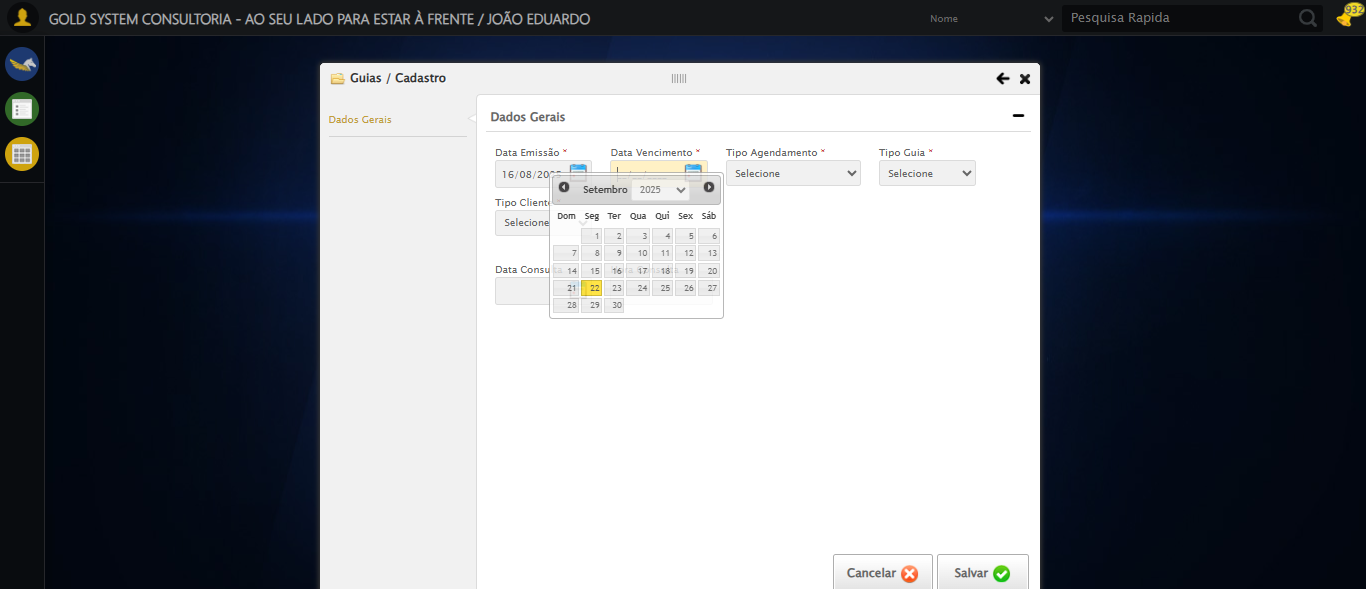 GOLD SYSTEM CONSULTORIA - AO SEU LADO PARA ESTAR À FRENTE / JOÃO EDUARDO
Nome
Pesquisa Rapida
932
Guias / Cadastro
Dados Gerais
Dados Gerais
Data Emissão *
Data Vencimento *
Tipo Agendamento *
Tipo Guia *
16/08/20
Selecione
Selecione
Setembro 2025
Tipo Cliente
Selecione
Dom Seg Ter Qua Qui Sex Sáb
1 2 3 4 5 6
7 8 9 10 11 12 13
Data Consulta
14 15 16 17 18 19 20
21 22 23 24 25 26 27
28 29 30
Cancelar
Salvar